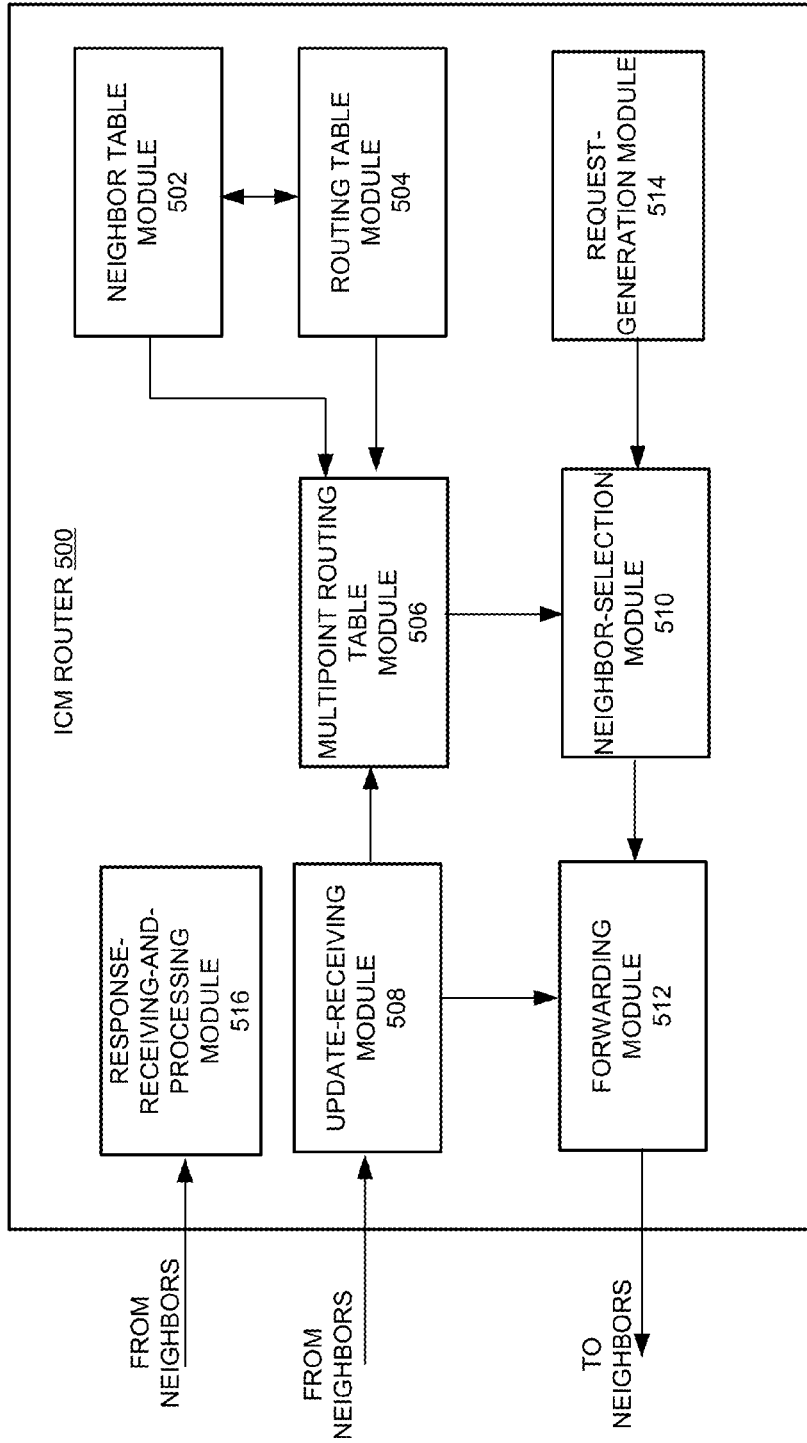 ICM ROUTER 500
FROM
NEIGHBORS
RESPONSE-
RECEIVING-AND-
PROCESSING
MODULE
516
NEIGHBOR TABLE
MODULE
502
FROM
NEIGHBORS
UPDATE-RECEIVING
MODULE
508
MULTIPOINT ROUTING
TABLE
MODULE
506
ROUTING TABLE
MODULE
504
TO
NEIGHBORS
FORWARDING
MODULE
512
NEIGHBOR-SELECTION
MODULE
510
REQUEST-
GENERATION MODULE
514